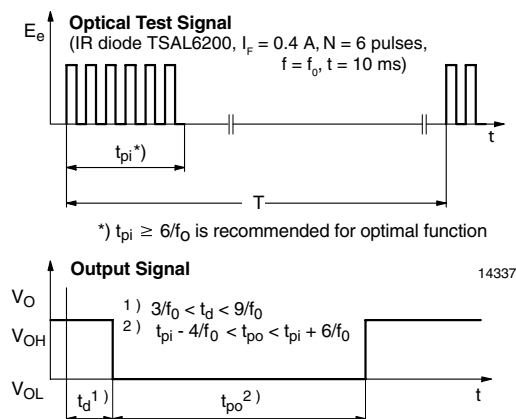 Optical Test Signal
E_e
(IR diode TSAL6200, I_F = 0.4 A, N = 6 pulses,
f = f_0, t = 10 ms)
t
t_pi*)
T
*) t_pi ≥ 6/f_0 is recommended for optimal function
Output Signal
14337
V_O
1) 3/f_0 < t_d < 9/f_0
V_OH
2) t_pi - 4/f_0 < t_po < t_pi + 6/f_0
V_OL
t_d 1)
t_po 2)
t